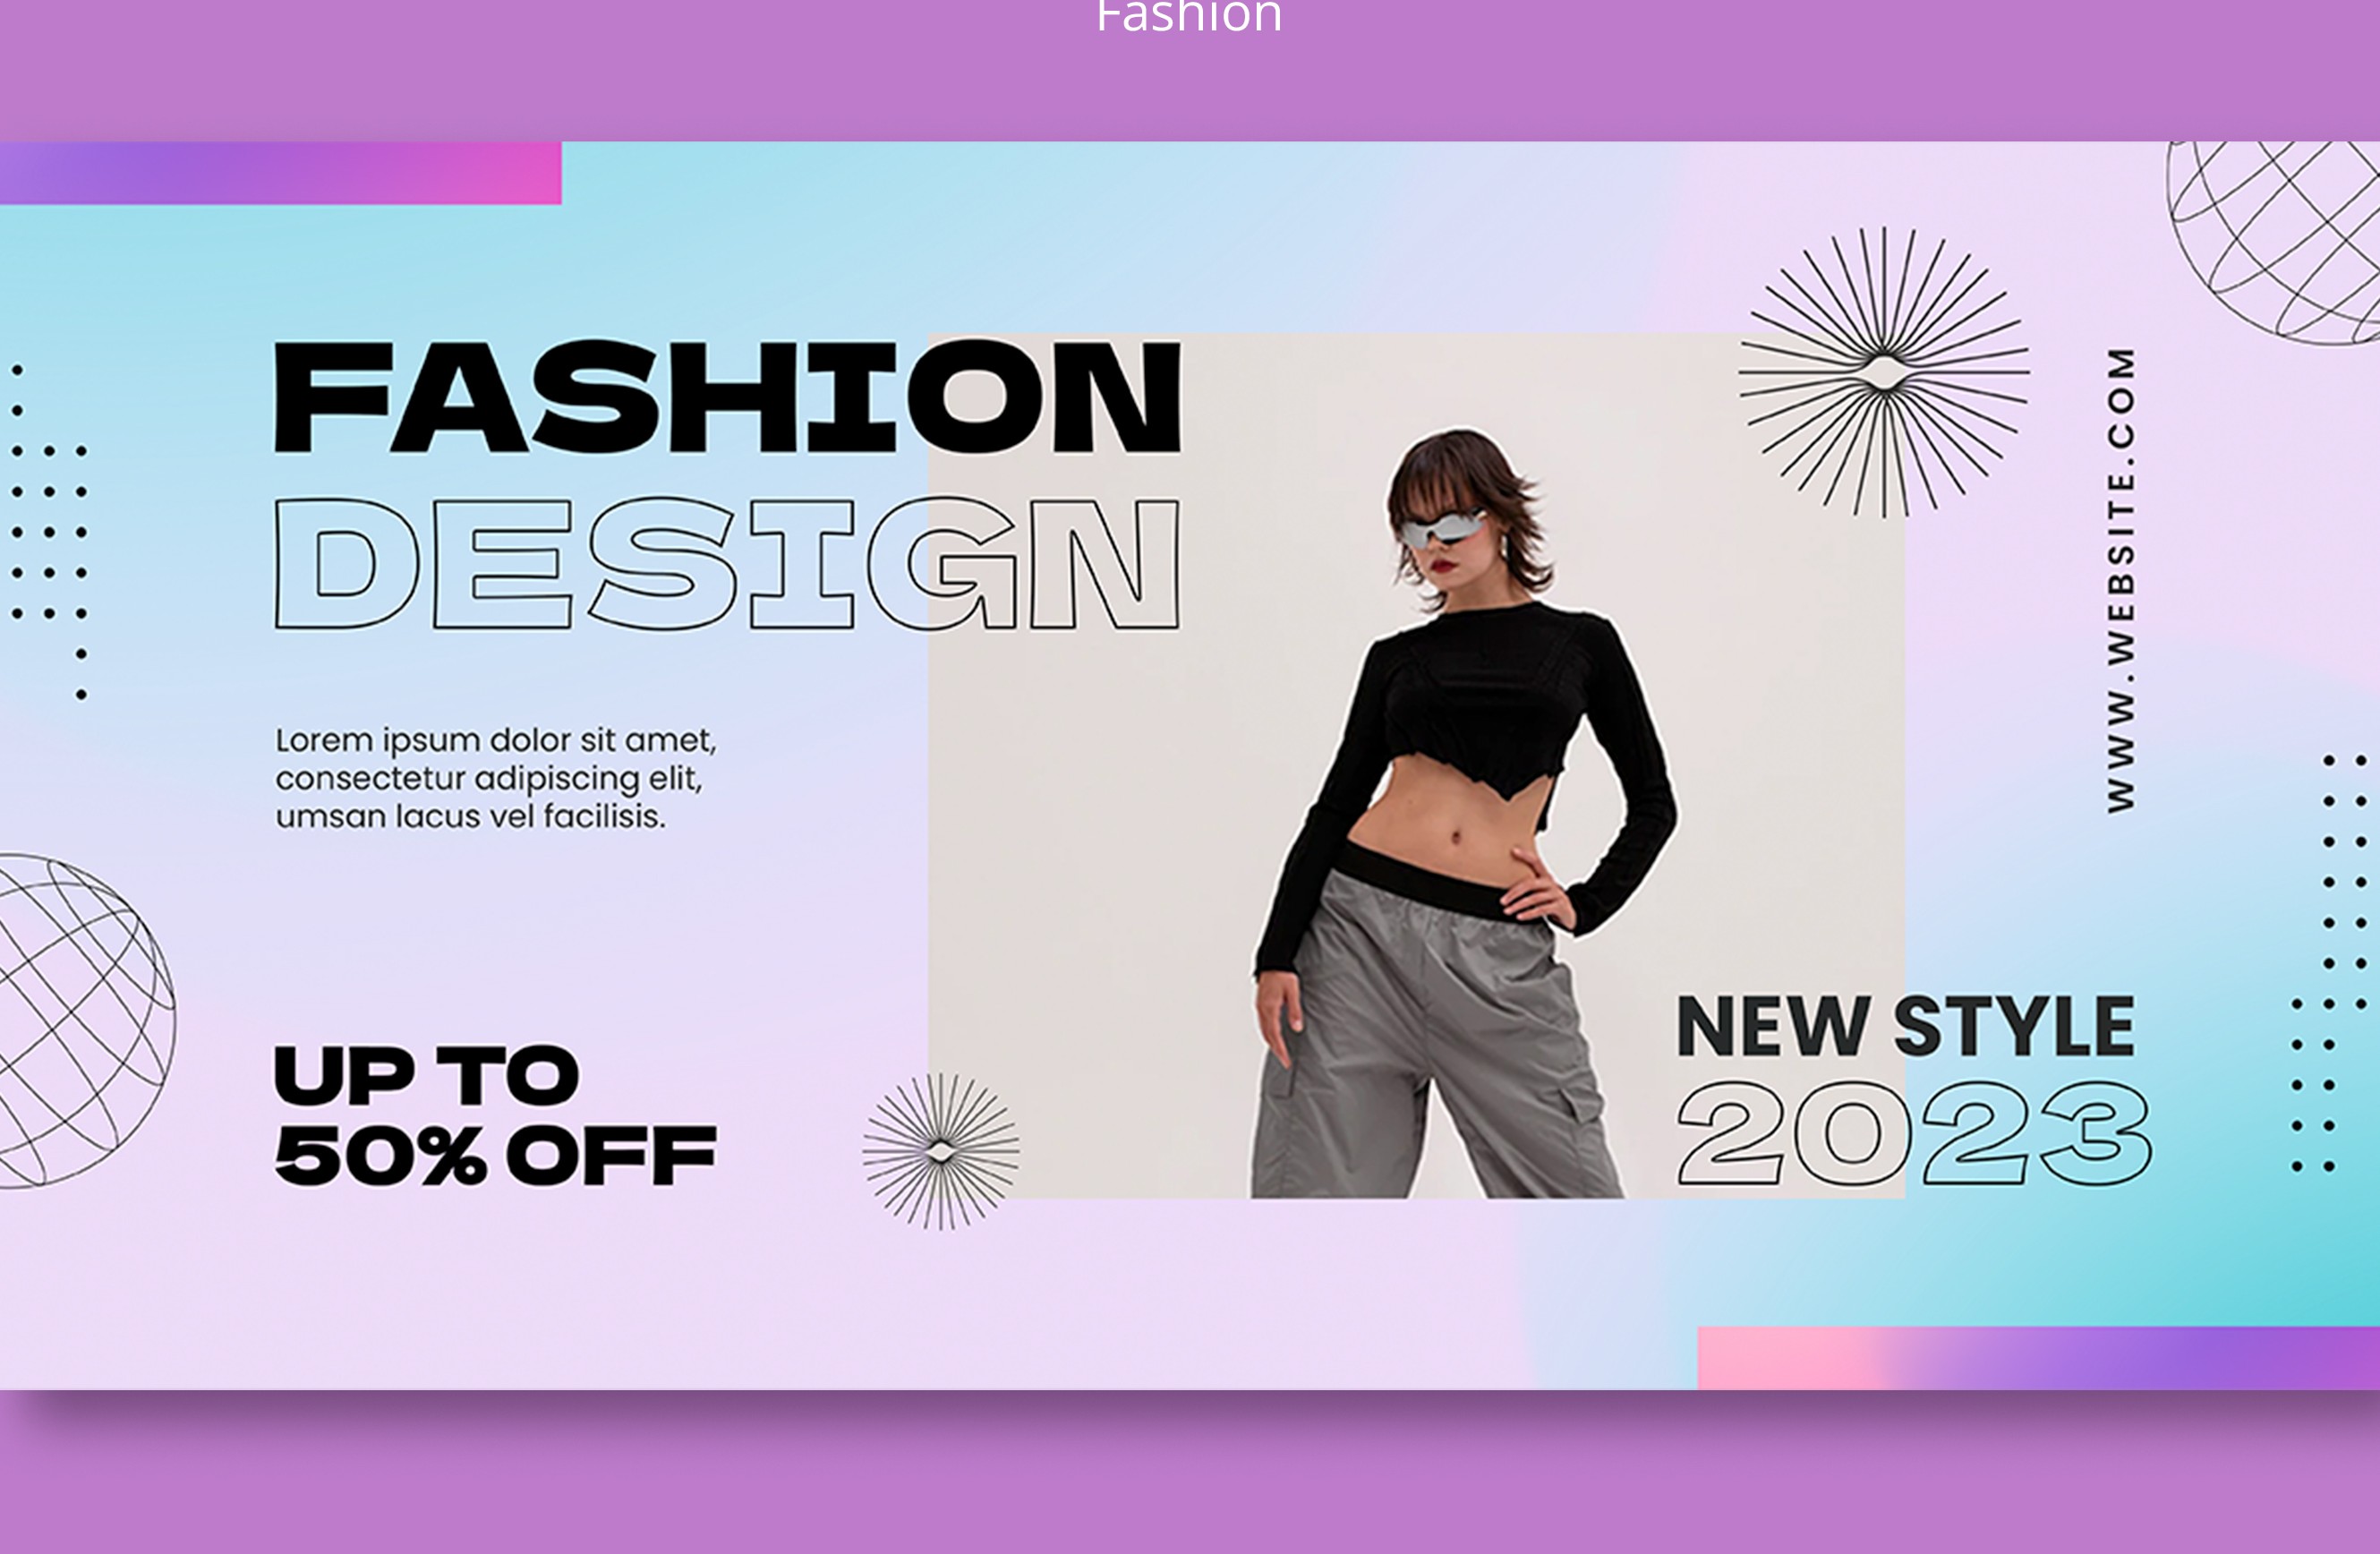 Fashion
FASHION
DESIGN
Lorem ipsum dolor sit amet,
consectetur adipiscing elit,
umsan lacus vel facilisis.
UP TO
50% OFF
WWW.WEBSITE.COM
NEW STYLE
2023